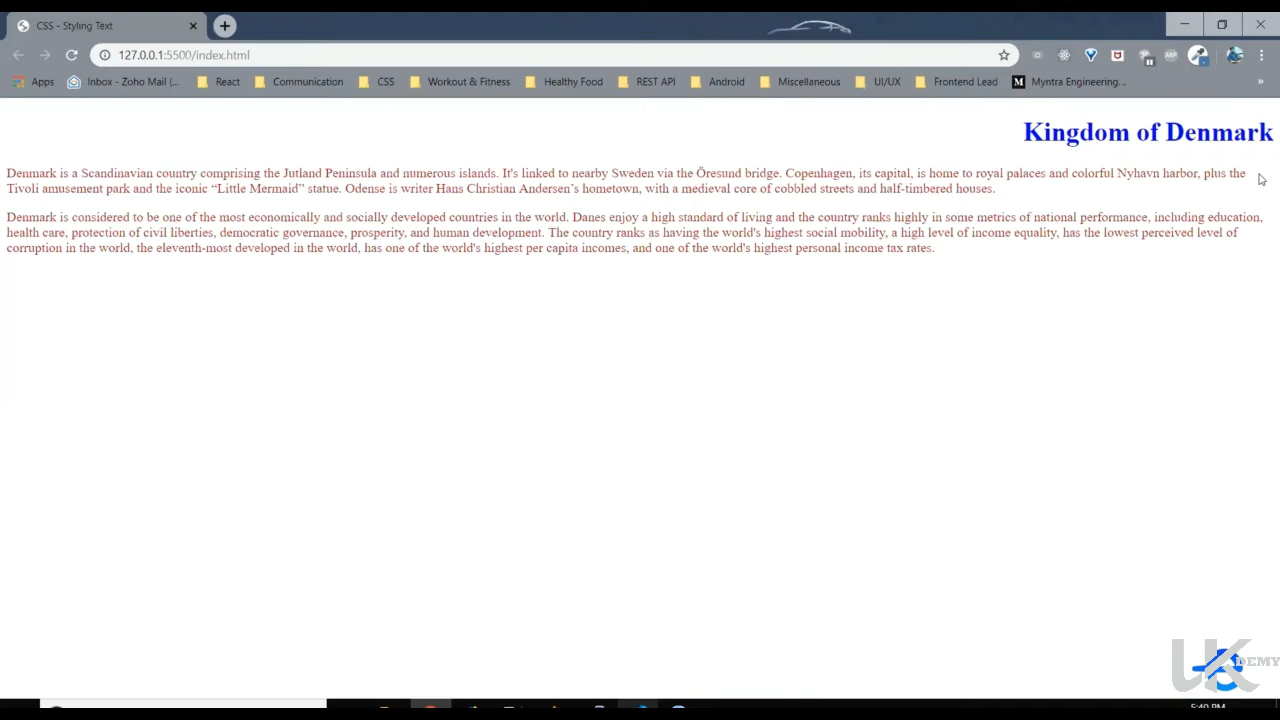 CSS - Styling Text
127.0.0.1:5500/index.html
Apps Inbox - Zoho Mail (... React Communication CSS Workout & Fitness Healthy Food REST API Android Miscellaneous UI/UX Frontend Lead Myntra Engineering... »
Kingdom of Denmark
Denmark is a Scandinavian country comprising the Jutland Peninsula and numerous islands. It's linked to nearby Sweden via the Öresund bridge. Copenhagen, its capital, is home to royal palaces and colorful Nyhavn harbor, plus the
Tivoli amusement park and the iconic “Little Mermaid” statue. Odense is writer Hans Christian Andersen’s hometown, with a medieval core of cobbled streets and half-timbered houses.
Denmark is considered to be one of the most economically and socially developed countries in the world. Danes enjoy a high standard of living and the country ranks highly in some metrics of national performance, including education,
health care, protection of civil liberties, democratic governance, prosperity, and human development. The country ranks as having the world's highest social mobility, a high level of income equality, has the lowest perceived level of
corruption in the world, the eleventh-most developed in the world, has one of the world's highest per capita incomes, and one of the world's highest personal income tax rates.
UKDEMY
5:40 PM